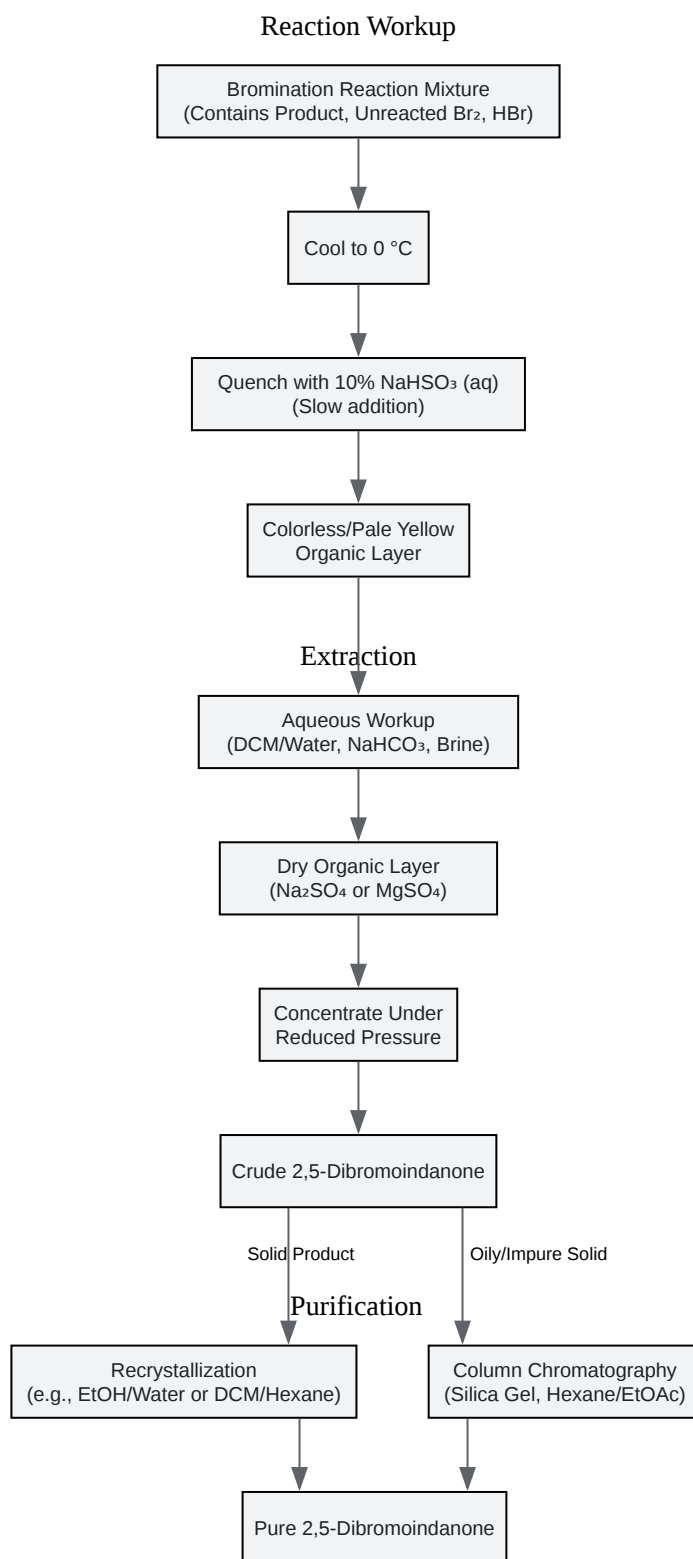 Reaction Workup
Bromination Reaction Mixture
(Contains Product, Unreacted Br₂, HBr)
Cool to 0 °C
Quench with 10% NaHSO₃ (aq)
(Slow addition)
Colorless/Pale Yellow
Organic Layer
Extraction
Aqueous Workup
(DCM/Water, NaHCO₃, Brine)
Dry Organic Layer
(Na₂SO₄ or MgSO₄)
Concentrate Under
Reduced Pressure
Crude 2,5-Dibromoindanone
Solid Product
Oily/Impure Solid
Purification
Recrystallization
(e.g., EtOH/Water or DCM/Hexane)
Column Chromatography
(Silica Gel, Hexane/EtOAc)
Pure 2,5-Dibromoindanone